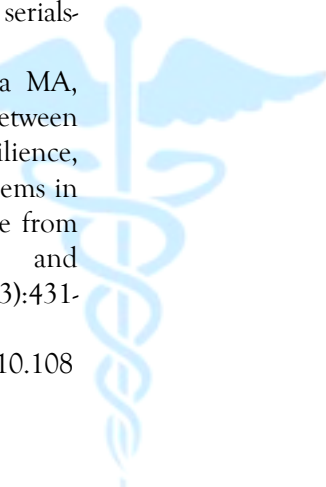 serials-
a MA,
etween
ilience,
ems in
e from
and
3):431-
10.108